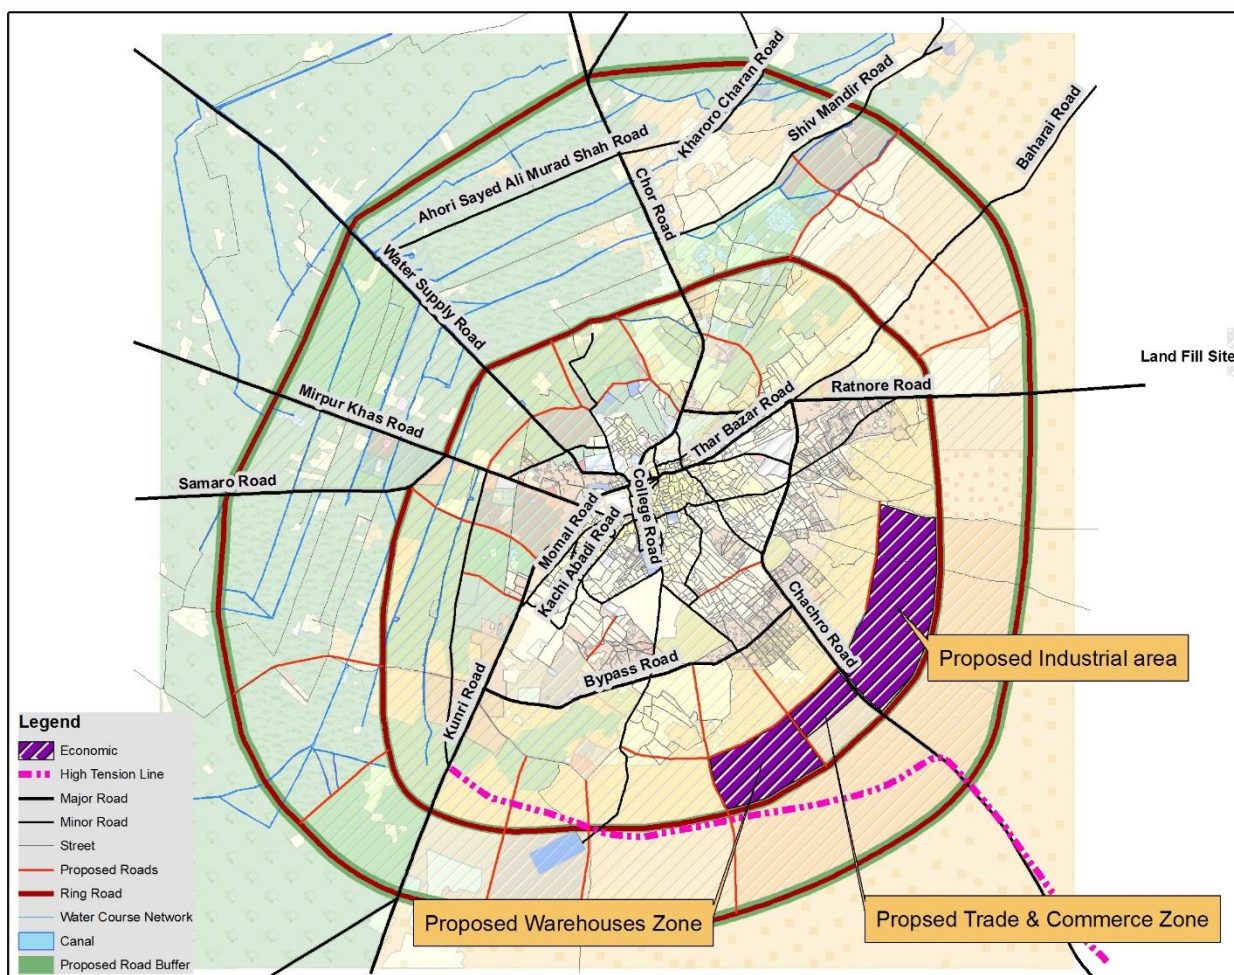 Kharoro Charan Road
Shiv Mandir Road
Baharai Road
Ahori Sayed Ali Murad Shah Road
Chor Road
Water Supply Road
Land Fill Site
Ratnore Road
Mirpur Khas Road
Thar Bazar Road
Samaro Road
College Road
Momal Road
Kachi Abadi Road
Chachro Road
Proposed Industrial area
Bypass Road
Kunri Road
Legend
Economic
High Tension Line
Major Road
Minor Road
Street
Proposed Roads
Ring Road
Water Course Network
Canal
Proposed Road Buffer
Proposed Warehouses Zone
Propsed Trade & Commerce Zone